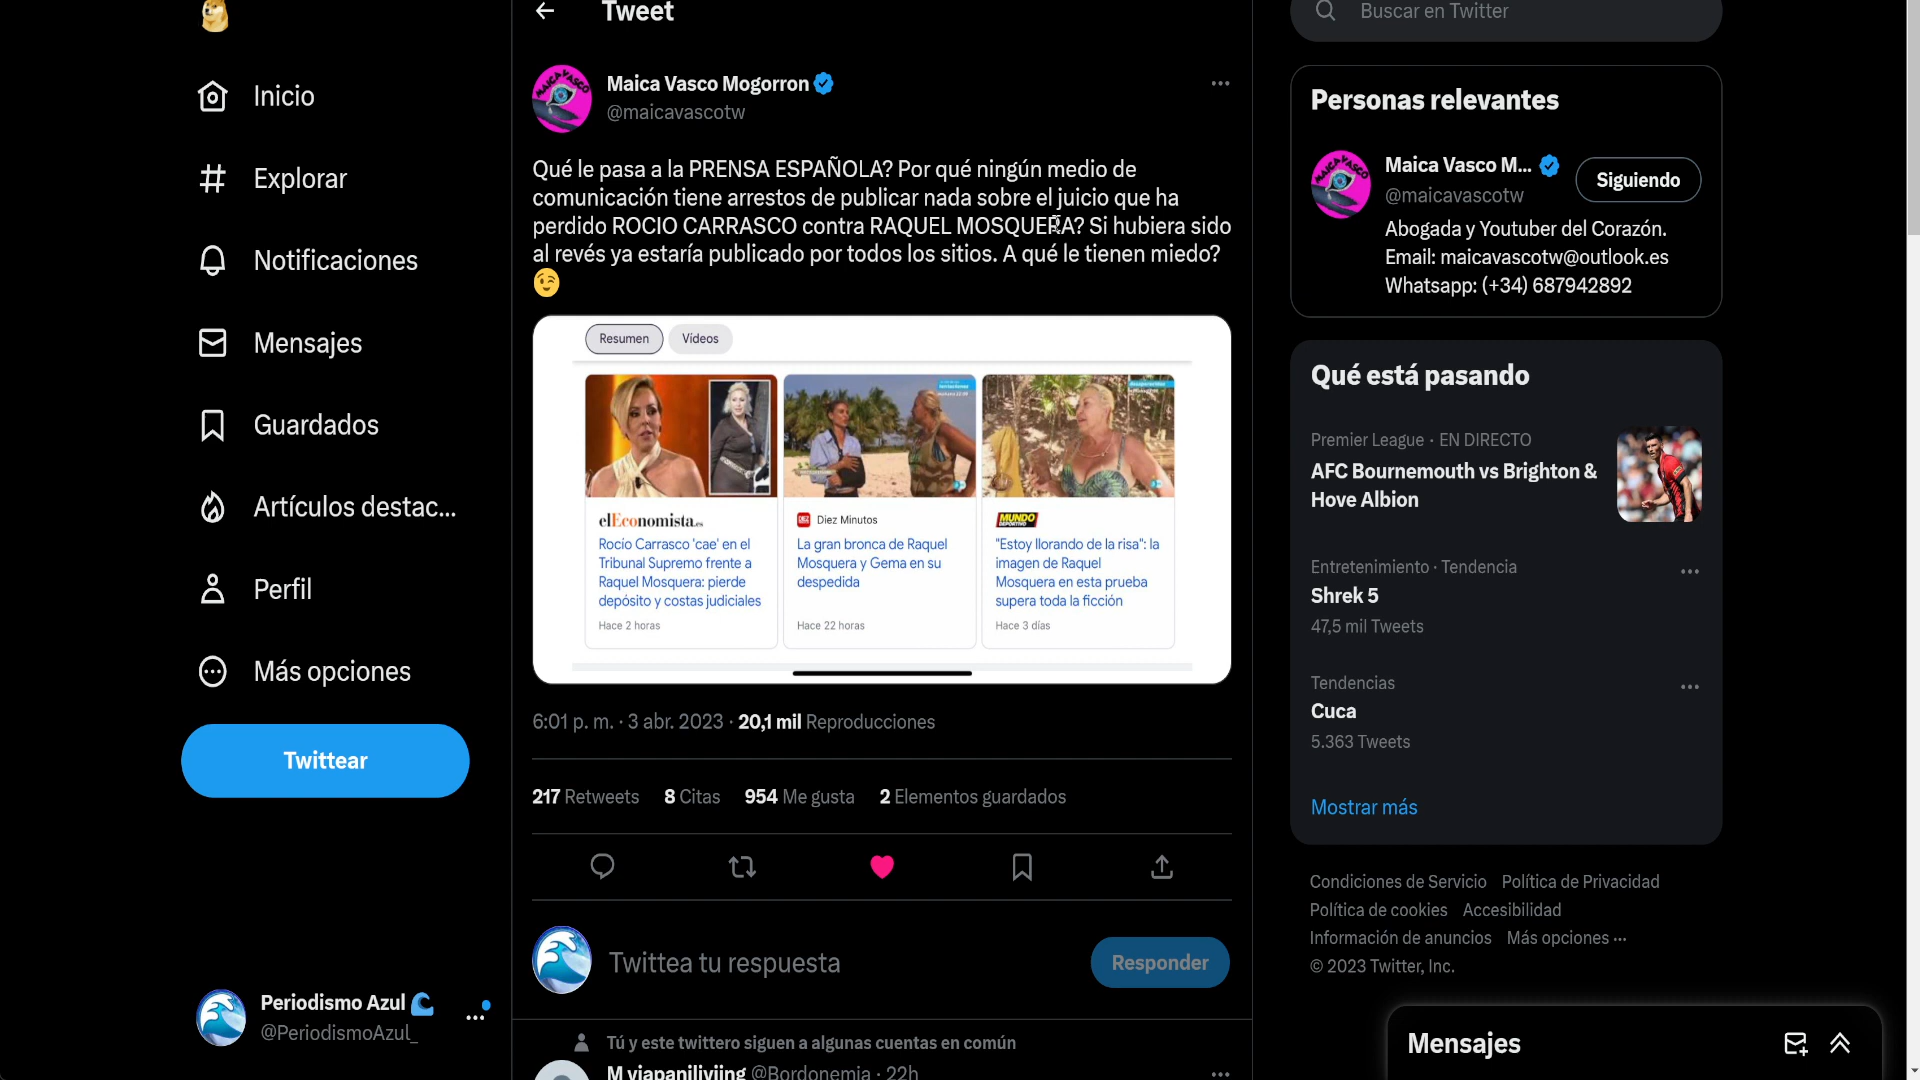 Inicio
Explorar
Notificaciones
Mensajes
Guardados
Artículos destac...
Perfil
Más opciones
Twittear
Periodismo Azul
@PeriodismoAzul_
Tweet
MAICA VASCO
Maica Vasco Mogorron
@maicavascotw
Qué le pasa a la PRENSA ESPAÑOLA? Por qué ningún medio de
comunicación tiene arrestos de publicar nada sobre el juicio que ha
perdido ROCIO CARRASCO contra RAQUEL MOSQUERA? Si hubiera sido
al revés ya estaría publicado por todos los sitios. A qué le tienen miedo?
😉
Resumen
Vídeos
elEconomista.es
Rocío Carrasco 'cae' en el
Tribunal Supremo frente a
Raquel Mosquera: pierde
depósito y costas judiciales
Hace 2 horas
DIEZ
Diez Minutos
La gran bronca de Raquel
Mosquera y Gema en su
despedida
Hace 22 horas
MUNDO
DEPORTIVO
"Estoy llorando de la risa": la
imagen de Raquel
Mosquera en esta prueba
supera toda la ficción
Hace 3 días
6:01 p. m. · 3 abr. 2023 · 20,1 mil Reproducciones
217 Retweets 8 Citas 954 Me gusta 2 Elementos guardados
Twittea tu respuesta
Responder
Tú y este twittero siguen a algunas cuentas en común
M viapaniliviing @Bordonemia · 22h
Buscar en Twitter
Personas relevantes
MAICA VASCO
Maica Vasco M...
@maicavascotw
Siguiendo
Abogada y Youtuber del Corazón.
Email: maicavascotw@outlook.es
Whatsapp: (+34) 687942892
Qué está pasando
Premier League · EN DIRECTO
AFC Bournemouth vs Brighton &
Hove Albion
Entretenimiento · Tendencia
Shrek 5
47,5 mil Tweets
Tendencias
Cuca
5.363 Tweets
Mostrar más
Condiciones de Servicio Política de Privacidad
Política de cookies Accesibilidad
Información de anuncios Más opciones ...
© 2023 Twitter, Inc.
Mensajes